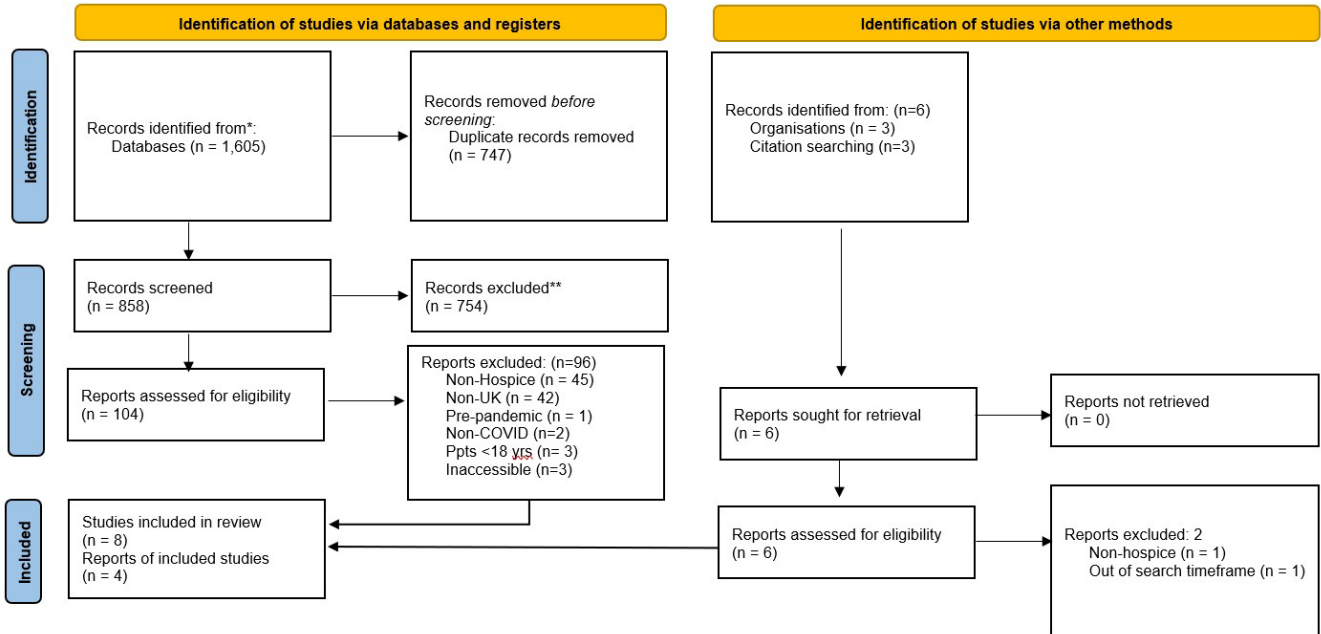 Identification of studies via databases and registers
Identification of studies via other methods
Identification
Records identified from*:
Databases (n = 1,605)
Records removed before
screening:
Duplicate records removed
(n = 747)
Records identified from: (n=6)
Organisations (n = 3)
Citation searching (n=3)
Screening
Records screened
(n = 858)
Records excluded**
(n = 754)
Reports assessed for eligibility
(n = 104)
Reports excluded: (n=96)
Non-Hospice (n = 45)
Non-UK (n = 42)
Pre-pandemic (n = 1)
Non-COVID (n=2)
Ppts <18 yrs (n= 3)
Inaccessible (n=3)
Reports sought for retrieval
(n = 6)
Reports not retrieved
(n = 0)
Included
Studies included in review
(n = 8)
Reports of included studies
(n = 4)
Reports assessed for eligibility
(n = 6)
Reports excluded: 2
Non-hospice (n = 1)
Out of search timeframe (n = 1)